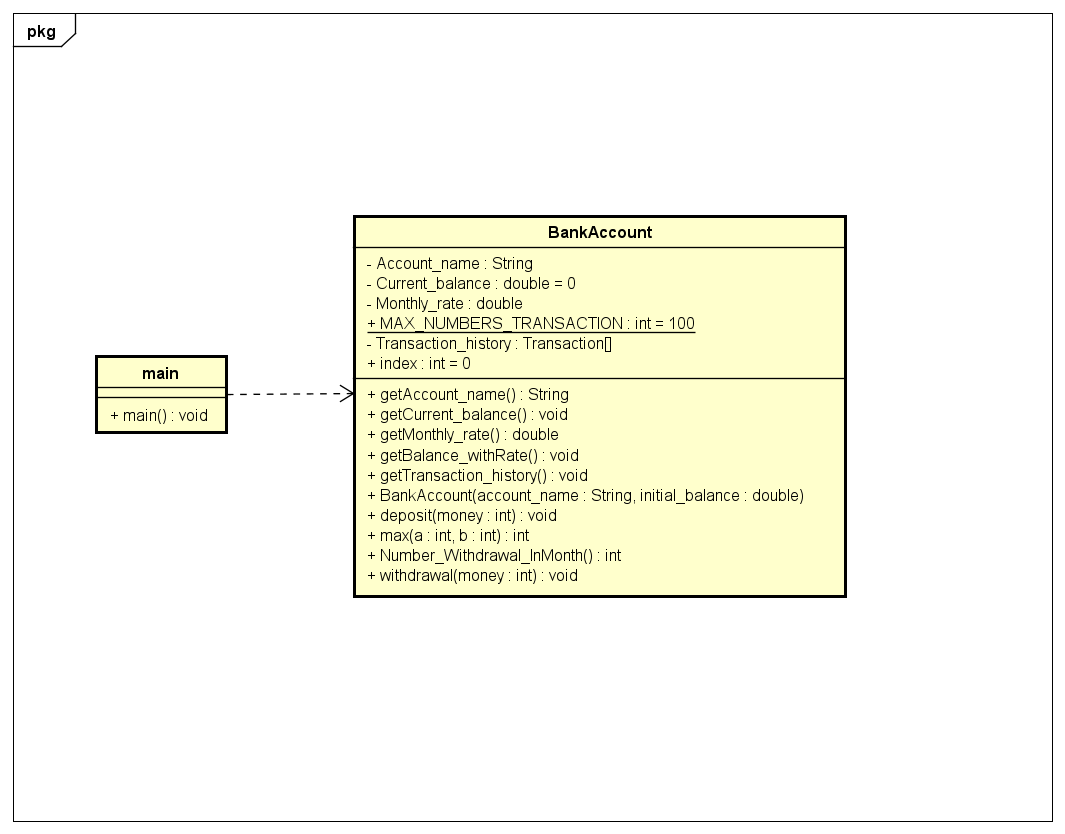 pkg
BankAccount
- Account_name : String
- Current_balance : double = 0
- Monthly_rate : double
+ MAX_NUMBERS_TRANSACTION : int = 100
- Transaction_history : Transaction[]
+ index : int = 0
+ getAccount_name() : String
+ getCurrent_balance() : void
+ getMonthly_rate() : double
+ getBalance_withRate() : void
+ getTransaction_history() : void
+ BankAccount(account_name : String, initial_balance : double)
+ deposit(money : int) : void
+ max(a : int, b : int) : int
+ Number_Withdrawal_InMonth() : int
+ withdrawal(money : int) : void
main
+ main() : void